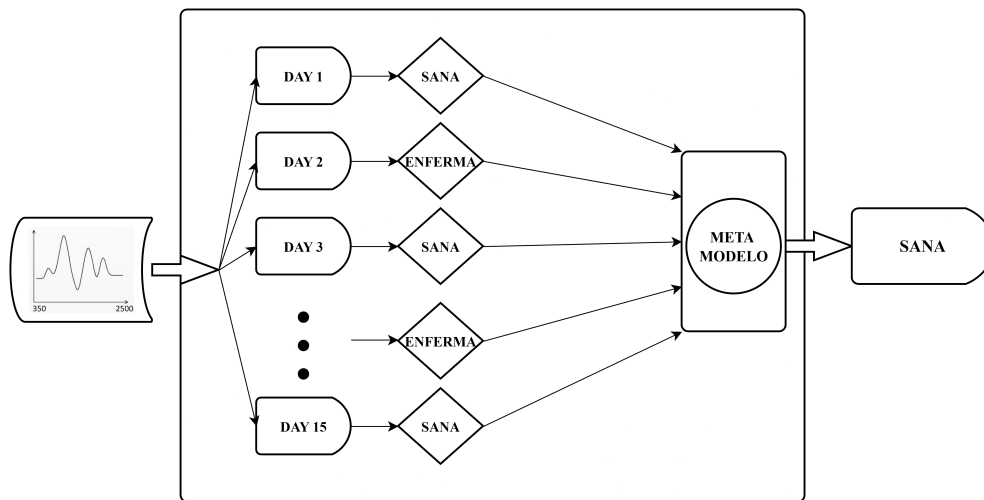 350 2500
DAY 1
SANA
DAY 2
ENFERMA
DAY 3
SANA
ENFERMA
DAY 15
SANA
META
MODELO
SANA